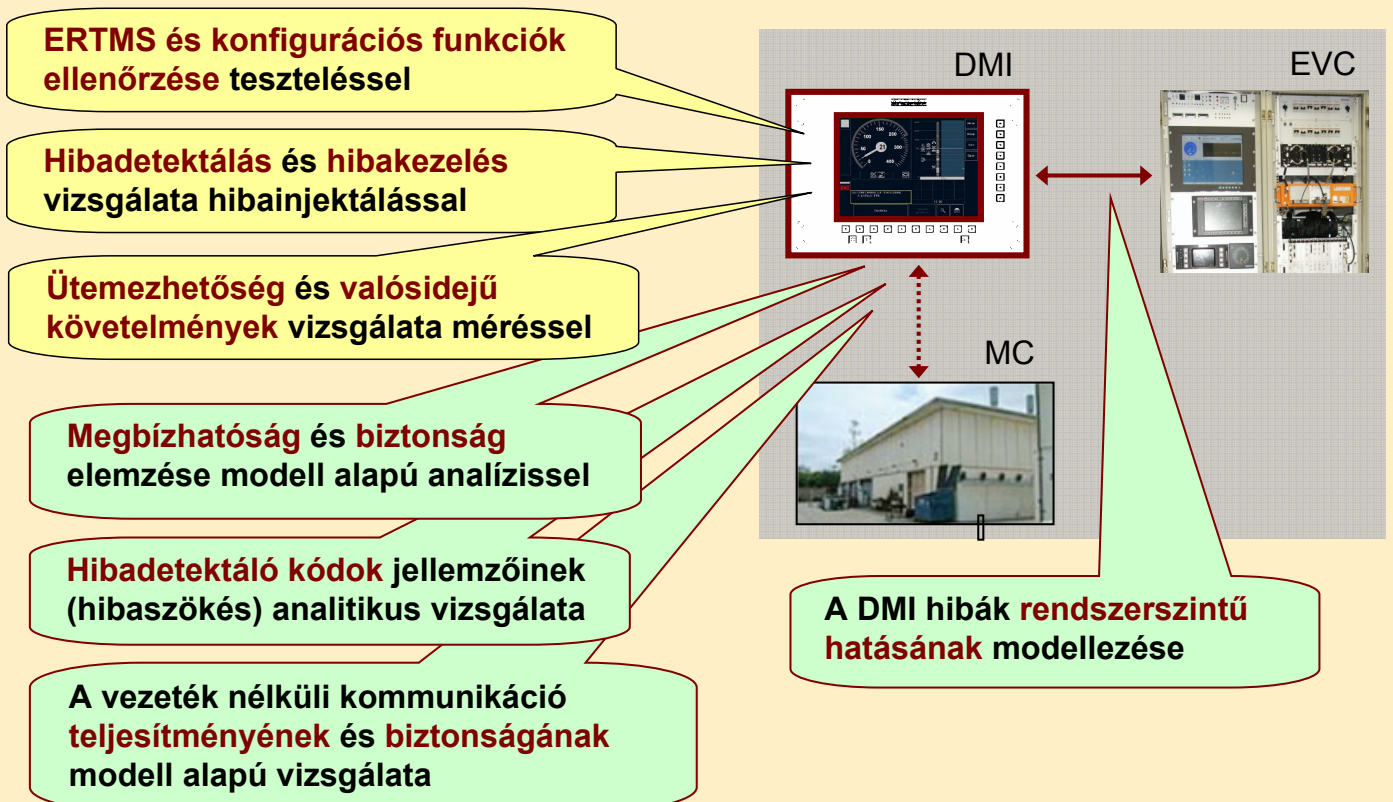 ERTMS és konfigurációs funkciók
ellenőrzése teszteléssel
Hibadetektálás és hibakezelés
vizsgálata hibainjektálással
Ütemezhetőség és valósidejű
követelmények vizsgálata méréssel
Megbízhatóság és biztonság
elemzése modell alapú analízissel
Hibadetektáló kódok jellemzőinek
(hibaszökés) analitikus vizsgálata
A vezeték nélküli kommunikáció
teljesítményének és biztonságának
modell alapú vizsgálata
DMI
EVC
MC
A DMI hibák rendszerszintű
hatásának modellezése